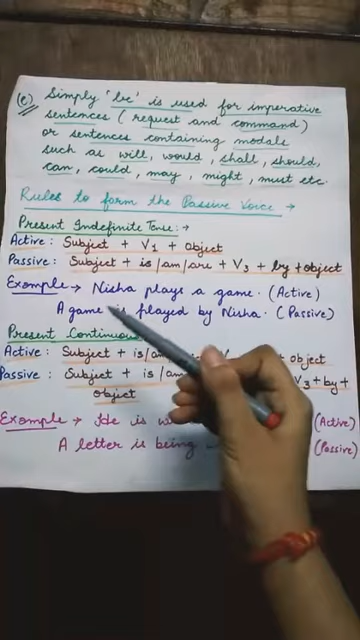 (e) Simply 'be' is used for imperative
sentences (request and command)
or sentences containing modals
such as will, would, shall, should,
can, could, may, might, must etc.
Rules to form the Passive Voice →
Present Indefinite Tense :→
Active : Subject + V1 + Object
Passive : Subject + is/am/are + V3 + by + object
Example → Nisha plays a game. (Active)
A game is played by Nisha. (Passive)
Present Continuous
Active : Subject + is/am + object
Passive : Subject + is/am V3 + by +
object
Example → He is (Active)
A letter is being (Passive)